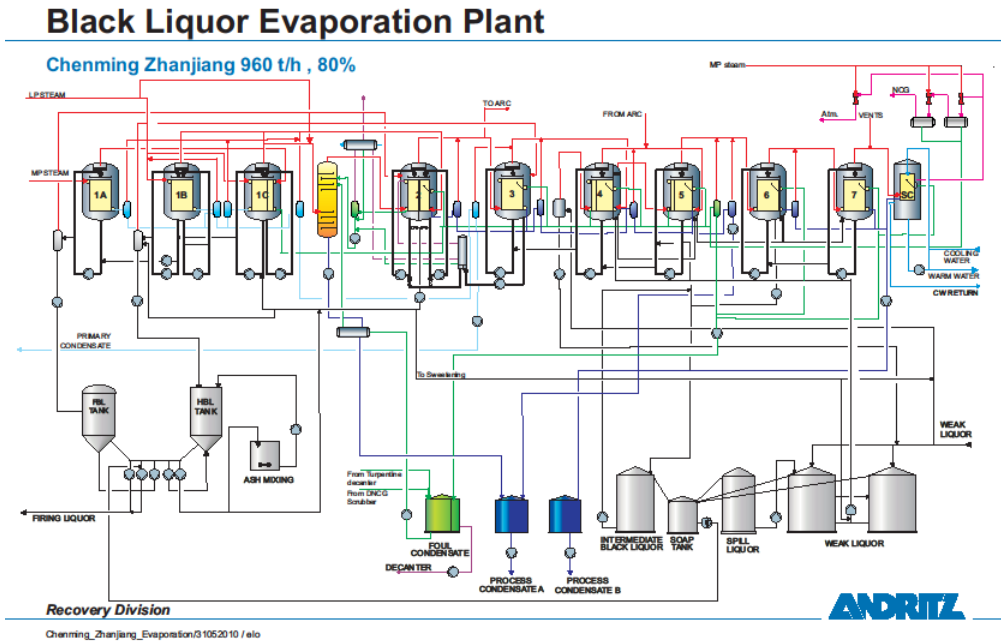 Black Liquor Evaporation Plant
Chenming Zhanjiang 960 t/h , 80%
MP steam
LP STEAM
TO ARC
FROM ARC
NCG
Atm.
VENTS
MP STEAM
1A
1B
1C
2
3
4
5
6
7
SC
COOLING
WATER
WARM WATER
CW RETURN
PRIMARY
CONDENSATE
To Sweetening
FBL
TANK
HBL
TANK
WEAK
LIQUOR
ASH MIXING
From Turpentine
decanter
From DNCG
Scrubber
FIRING LIQUOR
FOUL
CONDENSATE
DECANTER
PROCESS
CONDENSATE A
PROCESS
CONDENSATE B
INTERMEDIATE
BLACK LIQUOR
SOAP
TANK
SPILL
LIQUOR
WEAK LIQUOR
Recovery Division
ANDRITZ
Chenming_Zhanjiang_Evaporation/31052010 / elo